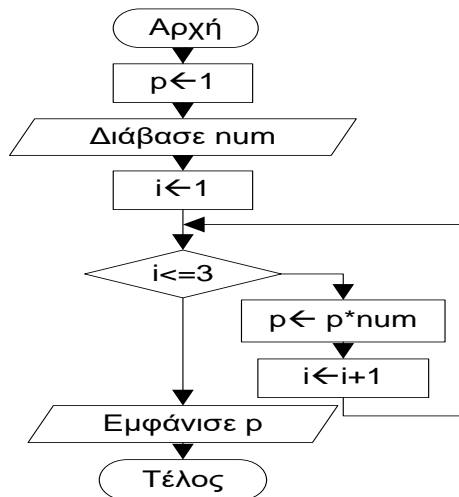 Αρχή
p←1
Διάβασε num
i←1
i<=3
p← p*num
i←i+1
Εμφάνισε p
Τέλος